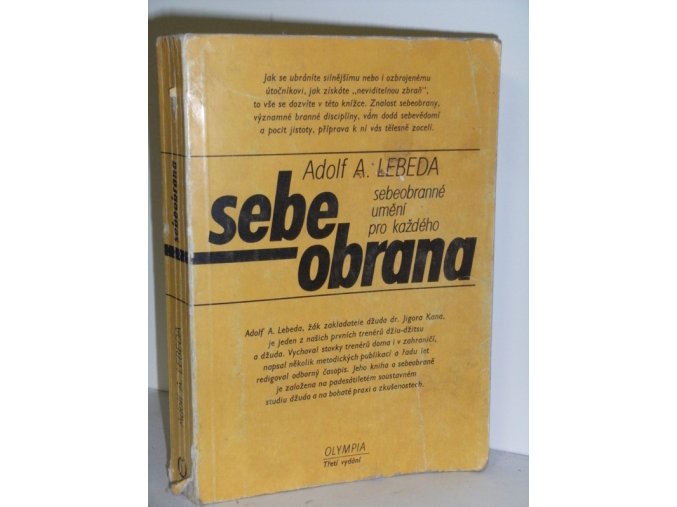 Jak se ubráníte silnějšímu nebo i ozbrojenému
útočníkovi, jak získáte „neviditelnou zbraň",
to vše se dozvíte v této knížce. Znalost sebeobrany,
významné branné disciplíny, vám dodá sebevědomí
a pocit jistoty, příprava k ní vás tělesně zocelí.
Adolf A. LEBEDA
sebeobranné
umění
pro každého
sebe
obrana
Adolf A. Lebeda, žák zakladatele džuda dr. Jigora Kana,
je jeden z našich prvních trenérů džiu-džitsu
a džuda. Vychoval stovky trenérů doma i v zahraničí,
napsal několik metodických publikací a řadu let
redigoval odborný časopis. Jeho kniha o sebeobraně
je založena na padesátiletém soustavném
studiu džuda a na bohaté praxi a zkušenostech.
OLYMPIA
Třetí vydání
sebeobrana
ADOLF A. LEBEDA